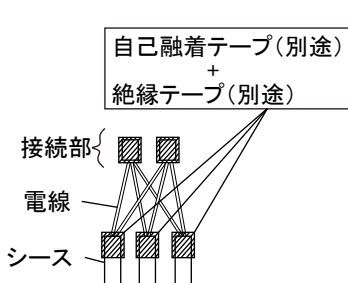 自己融着テープ（別途）
+
絶縁テープ（別途）
接続部
電線
シース